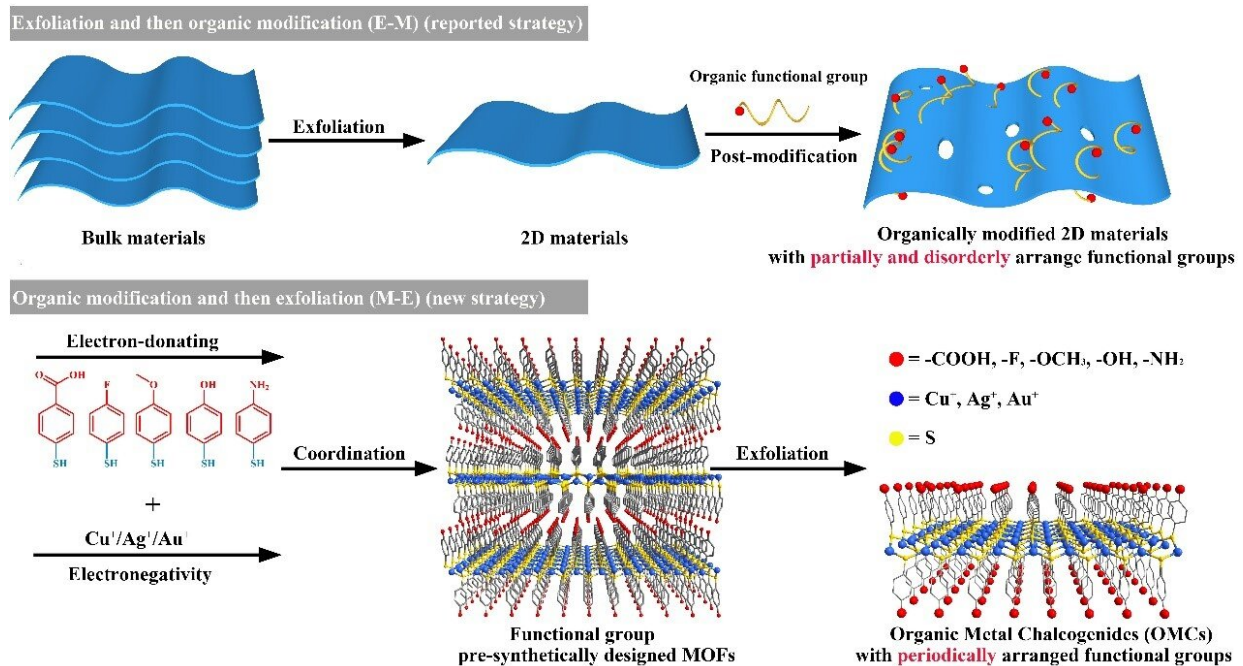 Exfoliation and then organic modification (E-M) (reported strategy)
Organic functional group
Exfoliation
Post-modification
Bulk materials
2D materials
Organically modified 2D materials
with partially and disorderly arrange functional groups
Organic modification and then exfoliation (M-E) (new strategy)
Electron-donating
O
OH
F
O
OH
NH₂
SH
SH
SH
SH
SH
+
Cu⁺/Ag⁺/Au⁺
Electronegativity
Coordination
Exfoliation
= -COOH, -F, -OCH₃, -OH, -NH₂
= Cu⁺, Ag⁺, Au⁺
= S
Functional group
pre-synthetically designed MOFs
Organic Metal Chalcogenides (OMCs)
with periodically arranged functional groups